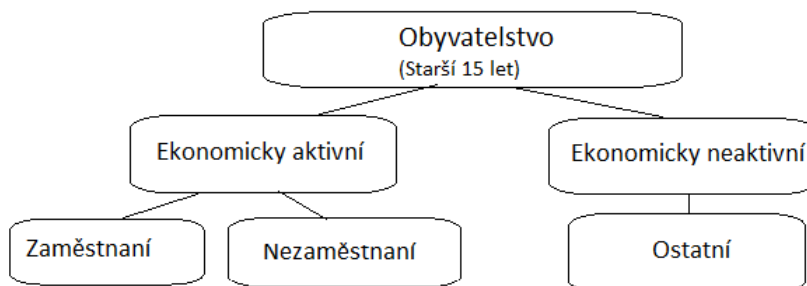 Obyvatelstvo
(Starší 15 let)
Ekonomicky aktivní
Ekonomicky neaktivní
Zaměstnaní
Nezaměstnaní
Ostatní